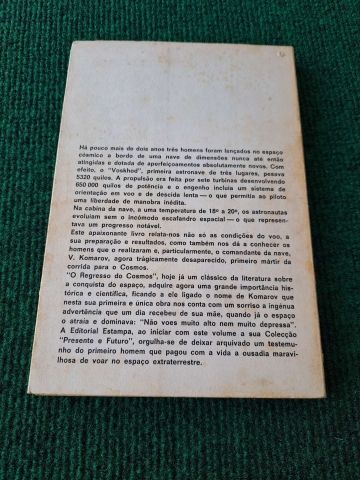 Há pouco mais de dois anos três homens foram lançados no espaço
cósmico a bordo de uma nave de dimensões nunca até então
atingidas e dotada de aperfeiçoamentos absolutamente novos. Com
efeito, o "Voskhod", primeira astronave de três lugares, pesava
5320 quilos. A propulsão era feita por sete turbinas desenvolvendo
650 000 quilos de potência e o engenho incluía um sistema de
orientação em voo e de descida lenta — o que permitia ao piloto
uma liberdade de manobra inédita.
Na cabina da nave, a uma temperatura de 18º a 20º, os astronautas
evoluíam sem o incómodo escafandro espacial — o que represen-
tava um progresso notável.
Este apaixonante livro relata-nos não só as condições do voo, a
sua preparação e resultados, como também nos dá a conhecer os
homens que o realizaram e, particularmente, o comandante da nave,
V. Komarov, agora tràgicamente desaparecido, primeiro mártir da
corrida para o Cosmos.
"O Regresso do Cosmos", hoje já um clássico da literatura sobre
a conquista do espaço, adquire agora uma grande importância his-
tórica e científica, ficando a ele ligado o nome de Komarov que
nesta sua primeira e única obra nos conta com um sorriso a ingénua
advertência que um dia recebeu de sua mãe, quando já o espaço
o atraía e dominava: "Não voes muito alto nem muito depressa".
A Editorial Estampa, ao iniciar com este volume a sua Colecção
"Presente e Futuro", orgulha-se de deixar arquivado um testemu-
nho do primeiro homem que pagou com a vida a ousadia maravi-
lhosa de voar no espaço extraterrestre.